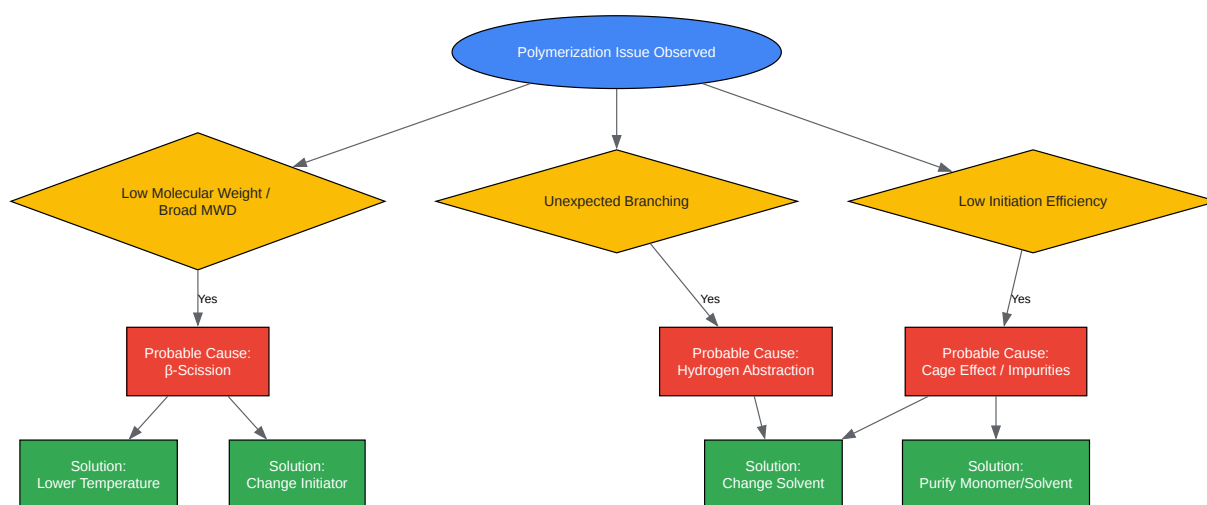 Polymerization Issue Observed
Low Molecular Weight /
Broad MWD
Unexpected Branching
Low Initiation Efficiency
Yes
Yes
Yes
Probable Cause:
β-Scission
Probable Cause:
Hydrogen Abstraction
Probable Cause:
Cage Effect / Impurities
Solution:
Lower Temperature
Solution:
Change Initiator
Solution:
Change Solvent
Solution:
Purify Monomer/Solvent